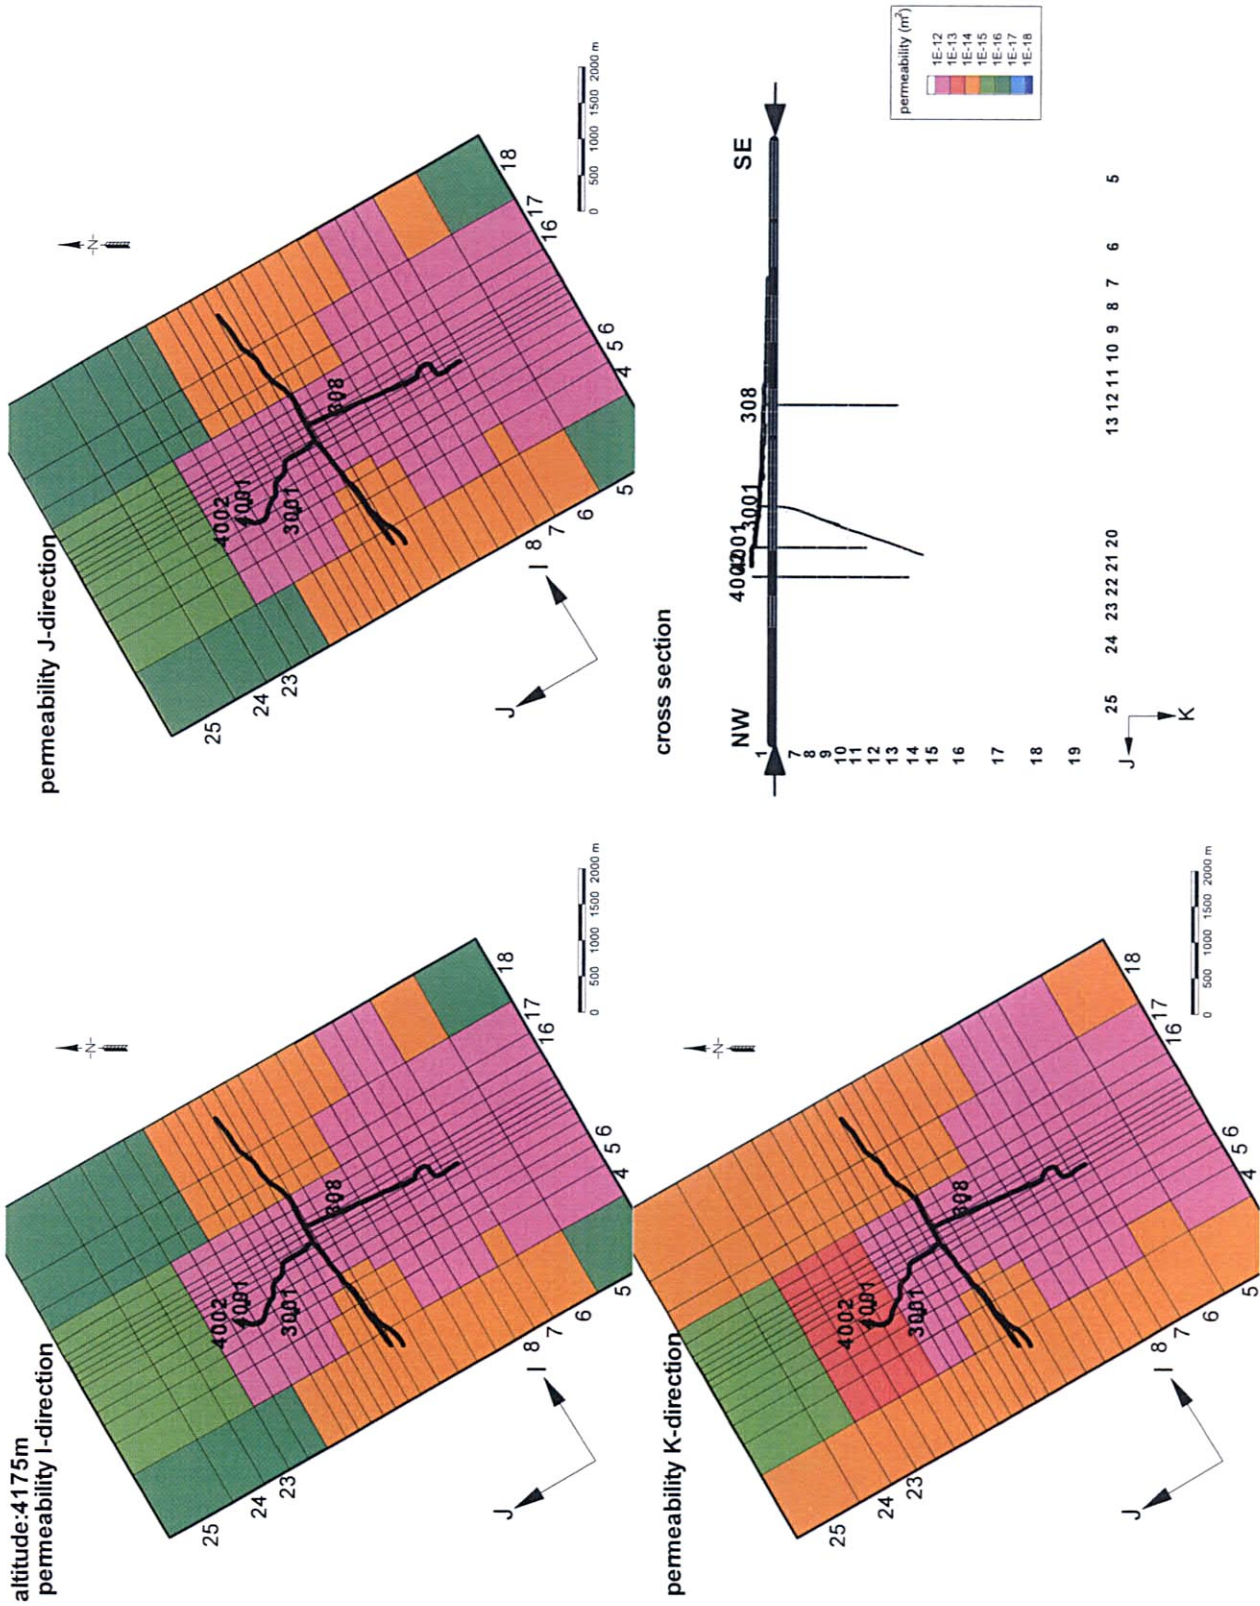 altitude:4175m
permeability I-direction
N
4002
4001
3001
308
25
24
23
8
7
6
5
4
5
6
16
17
18
I
J
0 500 1000 1500 2000 m
permeability J-direction
N
4002
4001
3001
308
25
24
23
8
7
6
5
4
5
6
16
17
18
I
J
0 500 1000 1500 2000 m
permeability K-direction
N
4002
4001
3001
308
25
24
23
8
7
6
5
4
5
6
16
17
18
I
J
0 500 1000 1500 2000 m
cross section
NW
SE
4002
4001
3001
308
1
7
8
9
10
11
12
13
14
15
16
17
18
19
25 24 23 22 21 20 13 12 11 10 9 8 7 6 5
J
K
permeability (m²)
1E-12
1E-13
1E-14
1E-15
1E-16
1E-17
1E-18